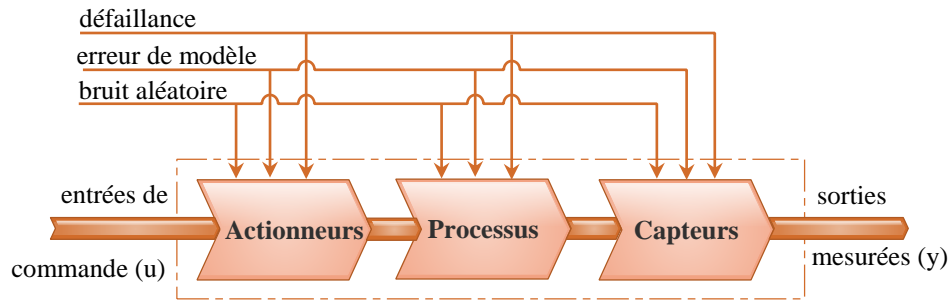 défaillance
erreur de modèle
bruit aléatoire
entrées de
commande (u)
Actionneurs
Processus
Capteurs
sorties
mesurées (y)